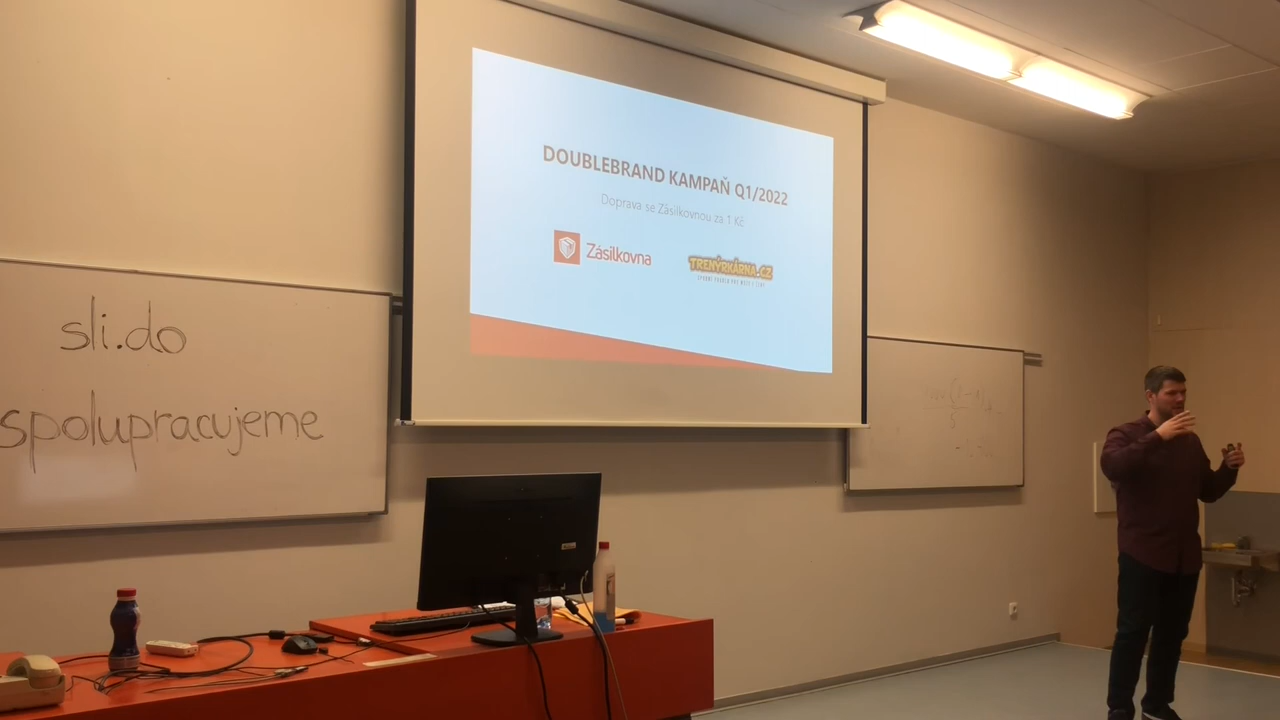 sli.do
spolupracujeme
DOUBLEBRAND KAMPAŇ Q1/2022
Doprava se Zásilkovnou za 1 Kč
Zásilkovna
TRENÝRKÁRNA.CZ